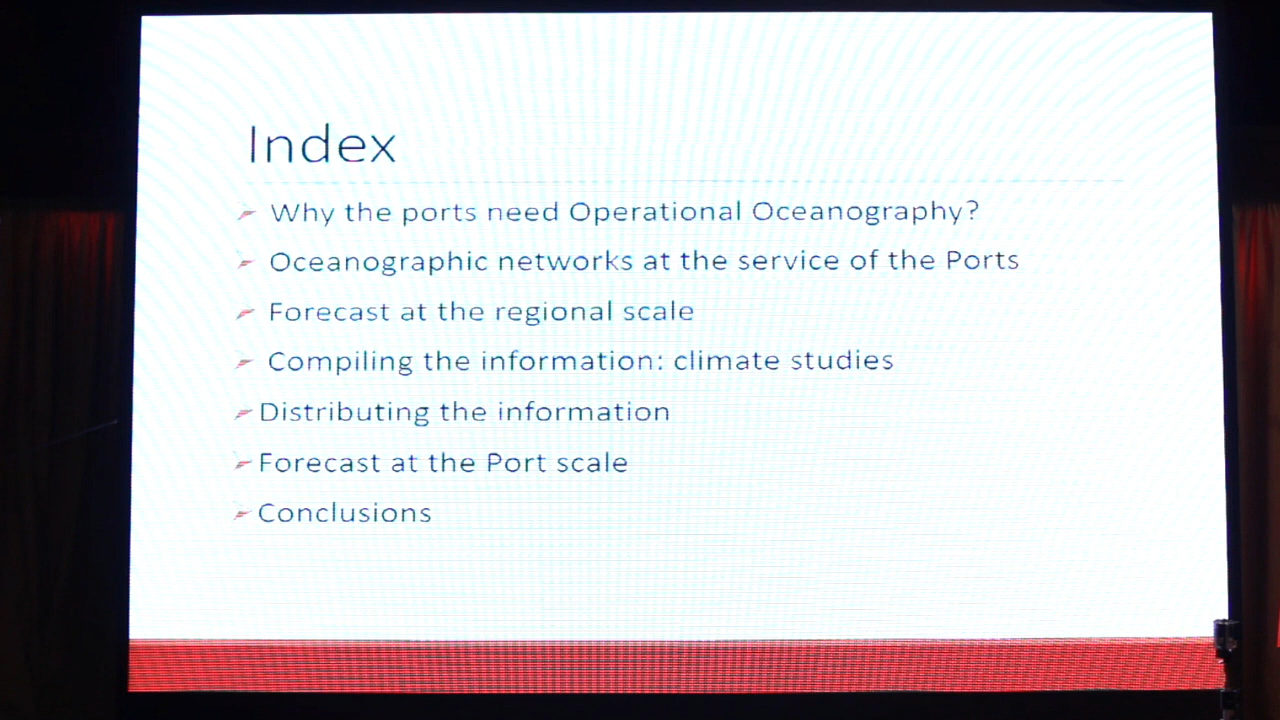 Index
Why the ports need Operational Oceanography?
Oceanographic networks at the service of the Ports
Forecast at the regional scale
Compiling the information: climate studies
Distributing the information
Forecast at the Port scale
Conclusions